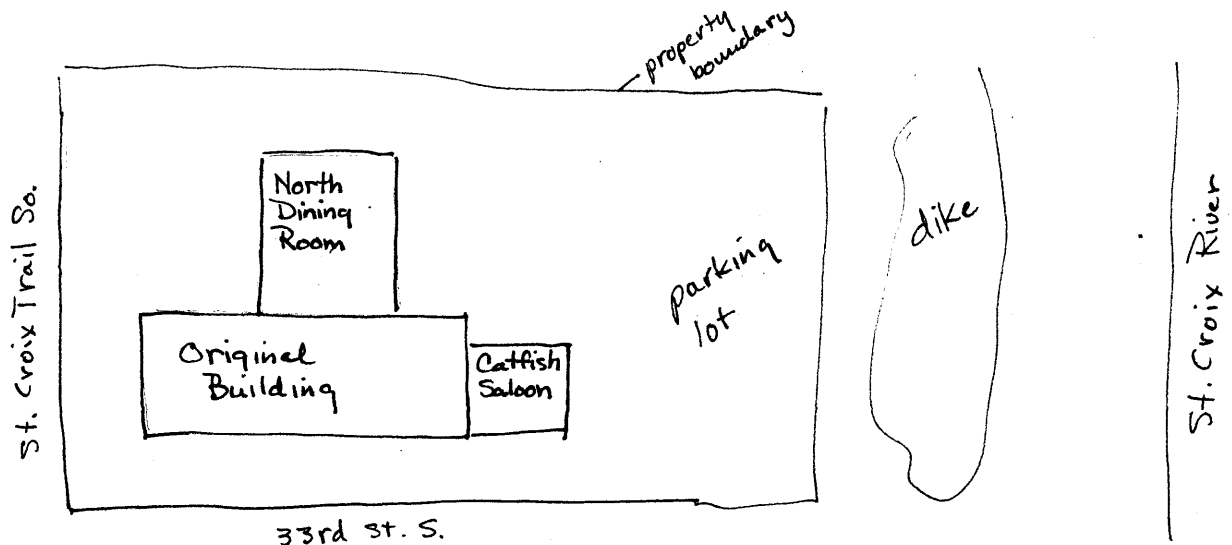 property
boundary
St. Croix Trail So.
North
Dining
Room
Original
Building
Catfish
Saloon
parking
lot
dike
St. Croix River
33rd St. S.